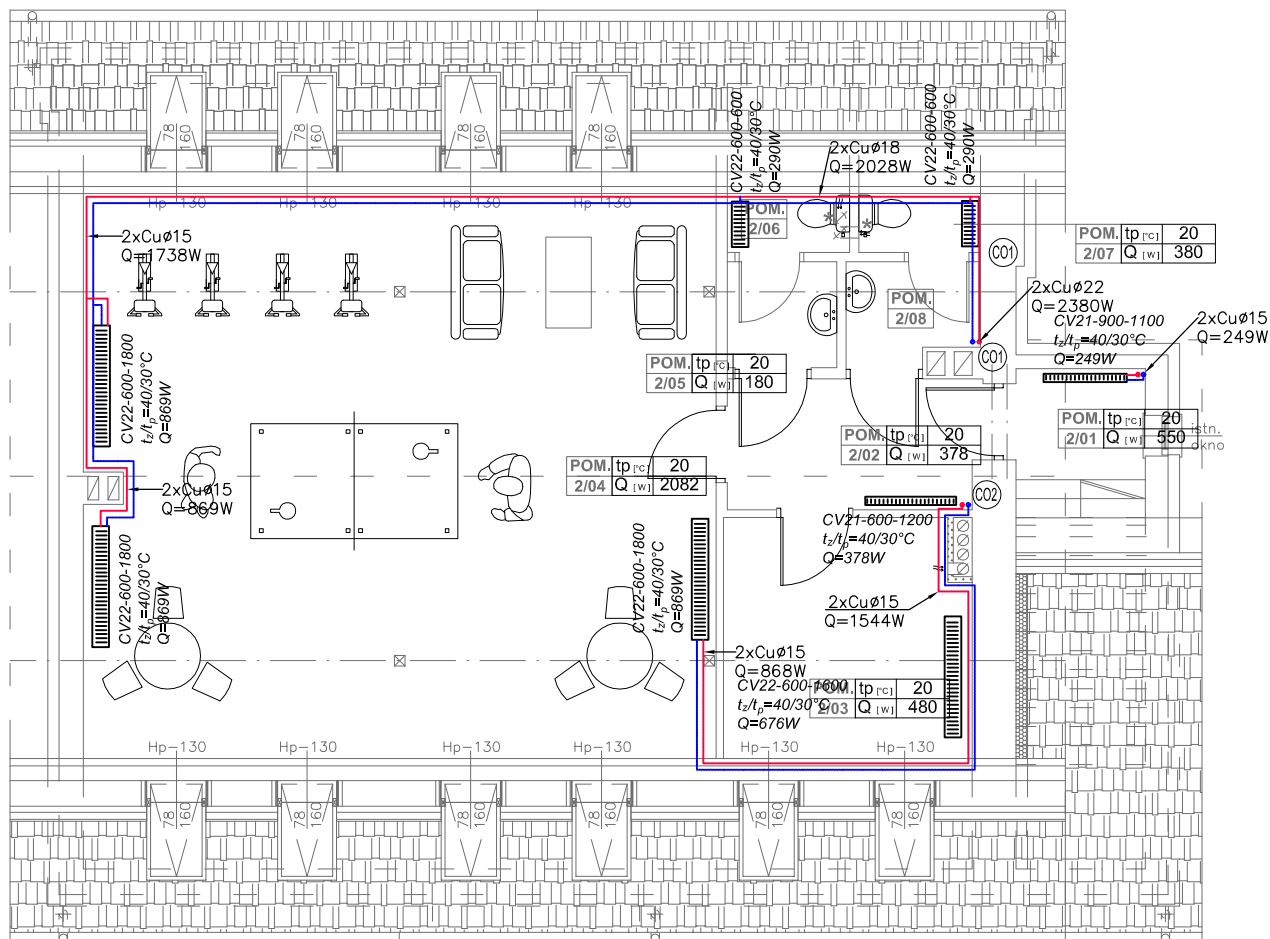 78
160
78
160
78
160
78
160
CV22-600-600
tz/tp=40/30°C
Q=290W
CV22-600-600
tz/tp=40/30°C
Q=290W
2xCuø18
Q=2028W
Hp-130
Hp-130
Hp-130
Hp-130
POM.
2/06
2xCuø15
Q=1738W
CO1
POM. tp [°C] 20
2/07 Q [W] 380
POM.
2/08
2xCuø22
Q=2380W
CV21-900-1100
tz/tp=40/30°C
Q=249W
2xCuø15
Q=249W
CO1
POM. tp [°C] 20
2/05 Q [W] 180
CV22-600-1800
tz/tp=40/30°C
Q=869W
POM. tp [°C] 20
2/01 Q [W] 550
istn.
okno
POM. tp [°C] 20
2/02 Q [W] 378
POM. tp [°C] 20
2/04 Q [W] 2082
2xCuø15
Q=869W
CO2
CV21-600-1200
tz/tp=40/30°C
Q=378W
CV22-600-1800
tz/tp=40/30°C
Q=869W
CV22-600-1800
tz/tp=40/30°C
Q=869W
2xCuø15
Q=1544W
2xCuø15
Q=868W
CV22-600-1600
tz/tp=40/30°C
Q=676W
POM. tp [°C] 20
2/03 Q [W] 480
Hp-130
Hp-130
Hp-130
Hp-130
Hp-130
Hp-130
78
160
78
160
78
160
78
160
78
160
78
160